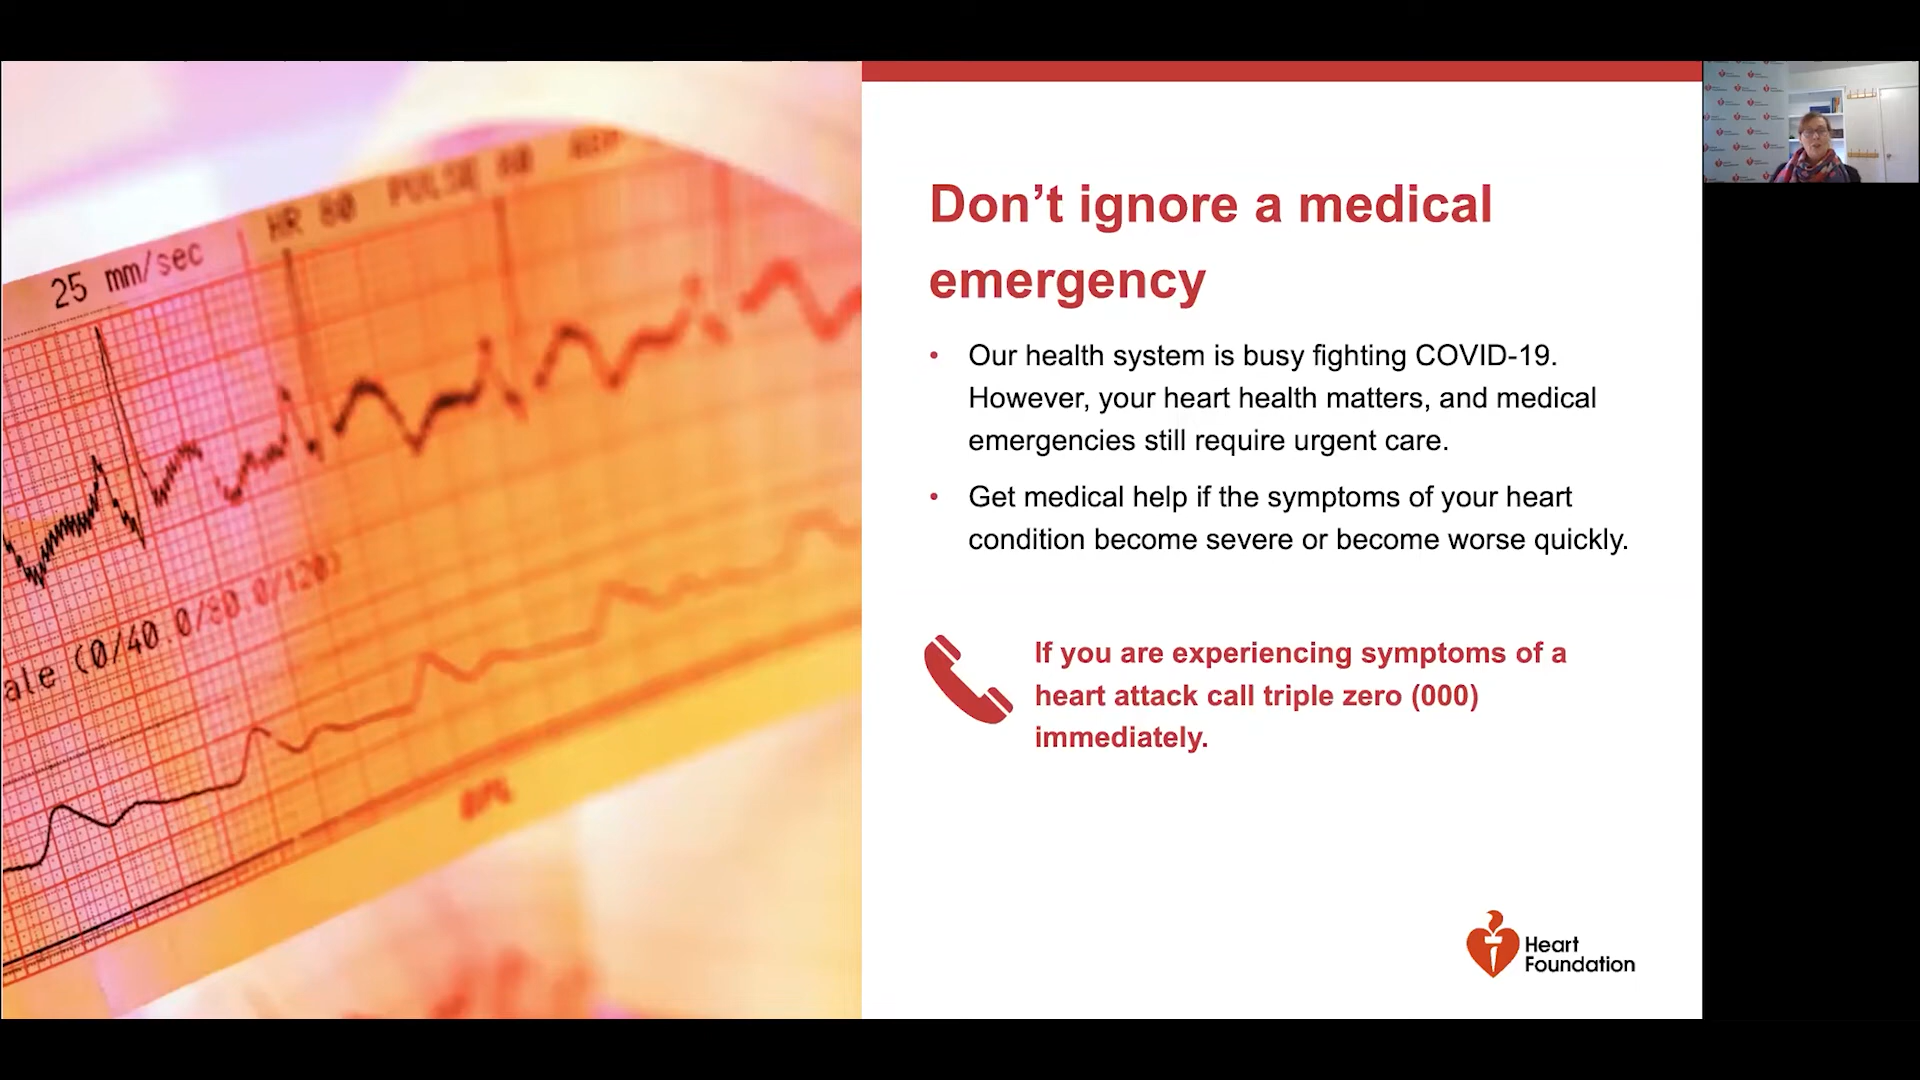 25 mm/sec
HR 80 PULSE 80
ale (0/40.0/80.0/120)
Don’t ignore a medical
emergency
• Our health system is busy fighting COVID-19.
However, your heart health matters, and medical
emergencies still require urgent care.
• Get medical help if the symptoms of your heart
condition become severe or become worse quickly.
If you are experiencing symptoms of a
heart attack call triple zero (000)
immediately.
Heart
Foundation